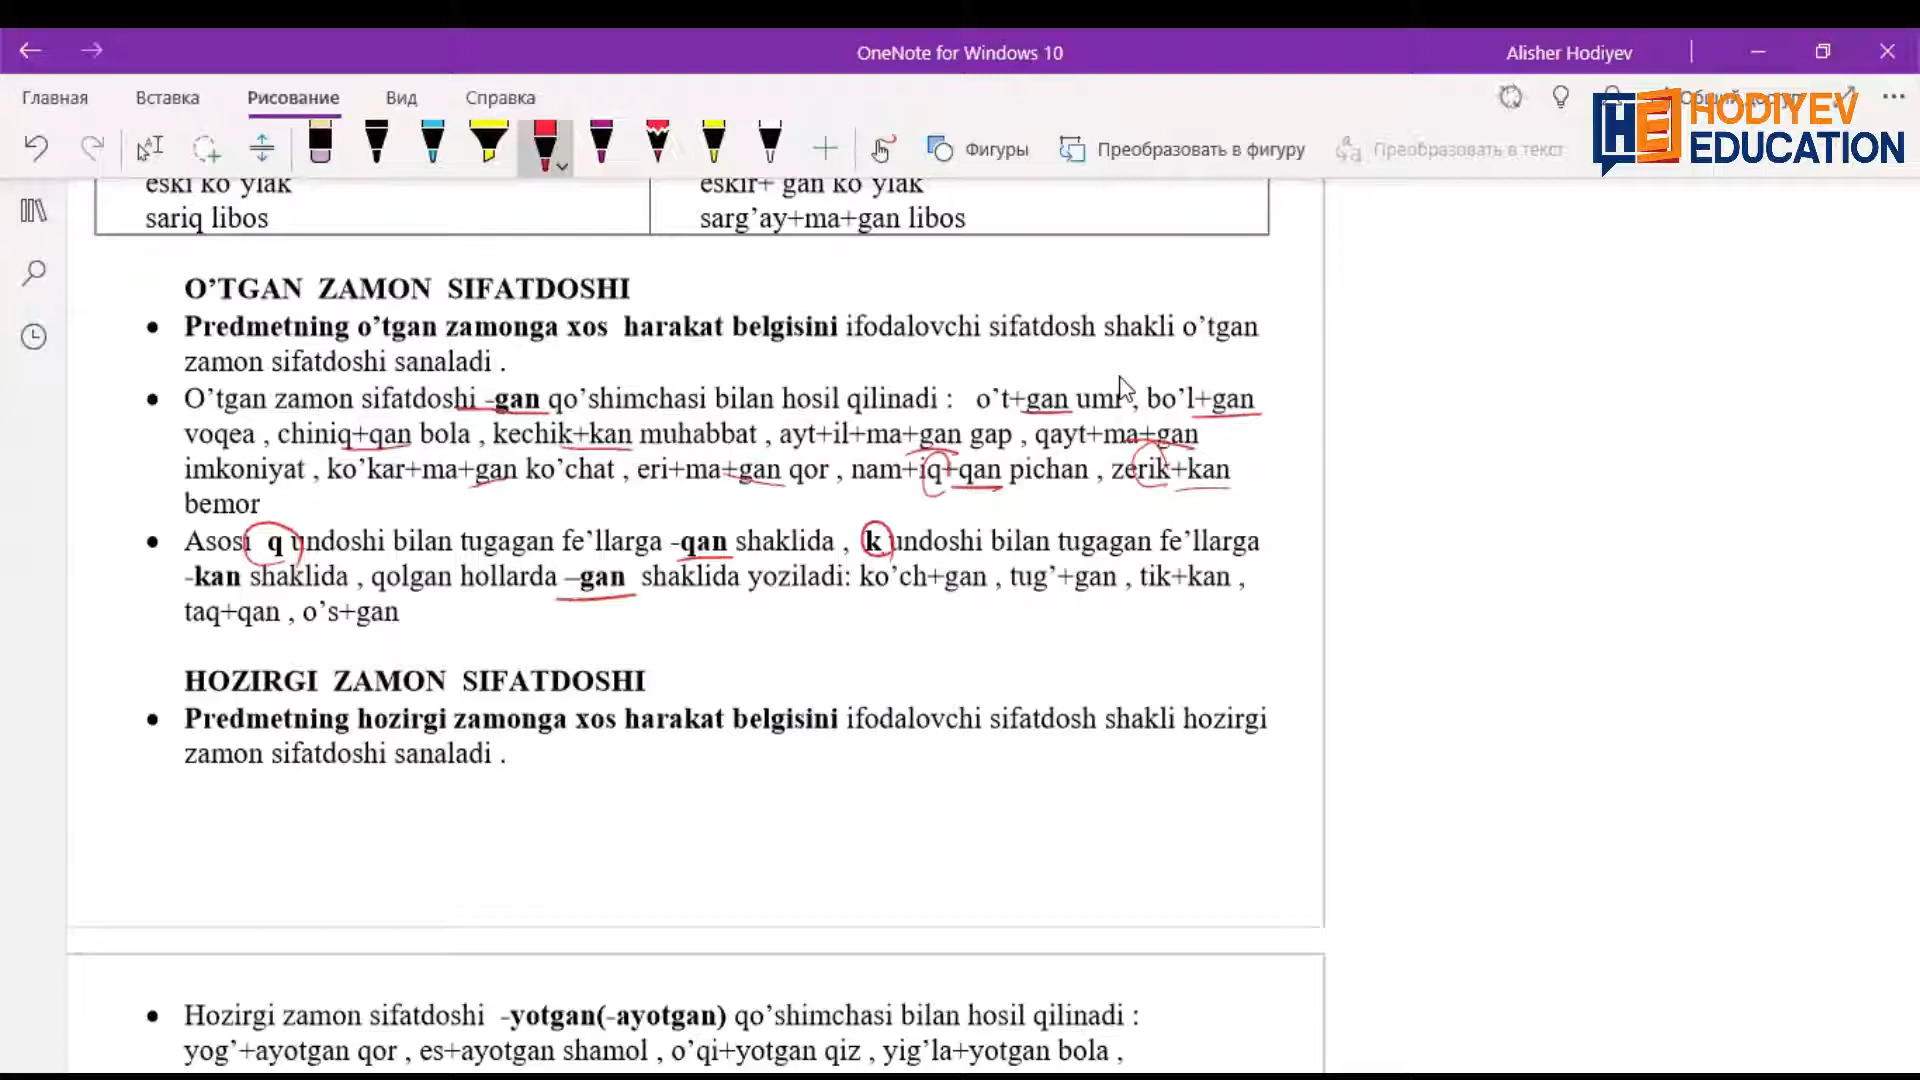 OneNote for Windows 10
Alisher Hodiyev
Главная Вставка Рисование Вид Справка
HODIYEV
EDUCATION
Фигуры Преобразовать в фигуру Преобразовать в текст
eski ko'ylak eskir+ gan ko'ylak
sariq libos sarg’ay+ma+gan libos
O’TGAN ZAMON SIFATDOSHI
• Predmetning o’tgan zamonga xos harakat belgisini ifodalovchi sifatdosh shakli o’tgan
zamon sifatdoshi sanaladi .
• O’tgan zamon sifatdoshi -gan qo’shimchasi bilan hosil qilinadi : o’t+gan umr , bo’l+gan
voqea , chiniq+qan bola , kechik+kan muhabbat , ayt+il+ma+gan gap , qayt+ma+gan
imkoniyat , ko’kar+ma+gan ko’chat , eri+ma+gan qor , nam+iq+qan pichan , zerik+kan
bemor
• Asosi q undoshi bilan tugagan fe’llarga -qan shaklida , k undoshi bilan tugagan fe’llarga
-kan shaklida , qolgan hollarda –gan shaklida yoziladi: ko’ch+gan , tug’+gan , tik+kan ,
taq+qan , o’s+gan
HOZIRGI ZAMON SIFATDOSHI
• Predmetning hozirgi zamonga xos harakat belgisini ifodalovchi sifatdosh shakli hozirgi
zamon sifatdoshi sanaladi .
• Hozirgi zamon sifatdoshi -yotgan(-ayotgan) qo’shimchasi bilan hosil qilinadi :
yog’+ayotgan qor , es+ayotgan shamol , o’qi+yotgan qiz , yig’la+yotgan bola ,